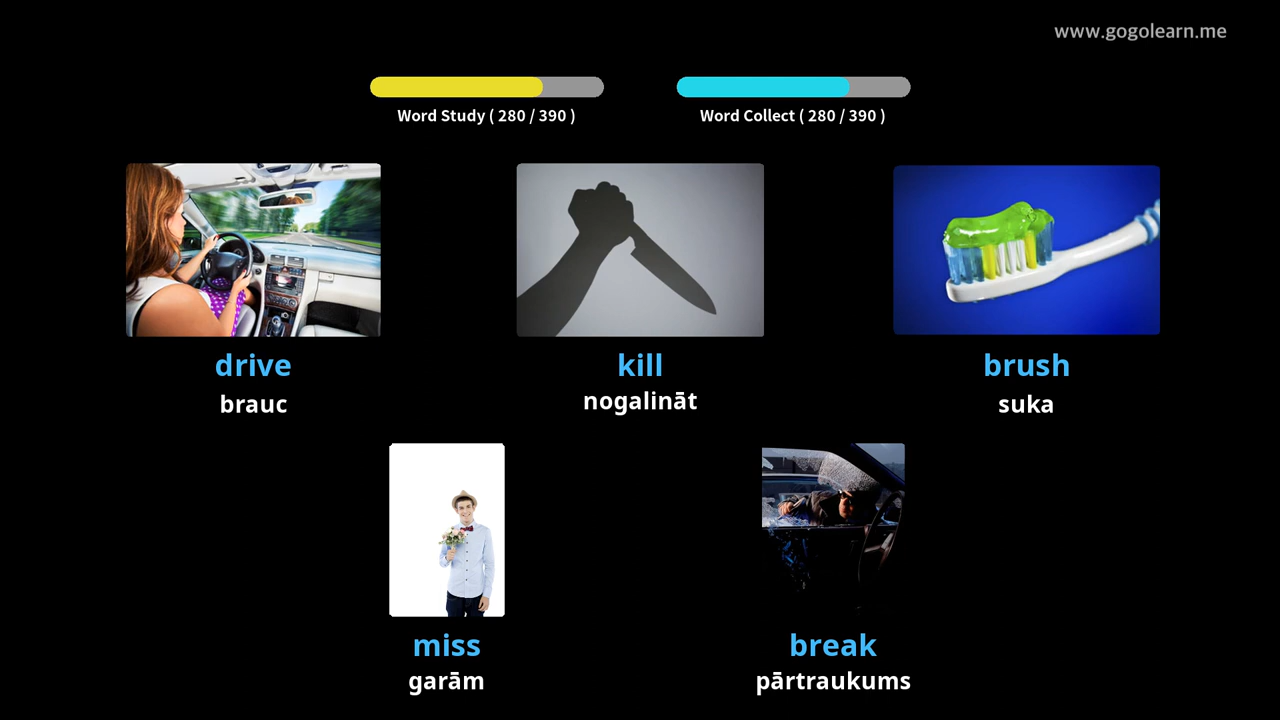 www.gogolearn.me
Word Study ( 280 / 390 )
Word Collect ( 280 / 390 )
drive
brauc
kill
nogalināt
brush
suka
miss
garām
break
pārtraukums